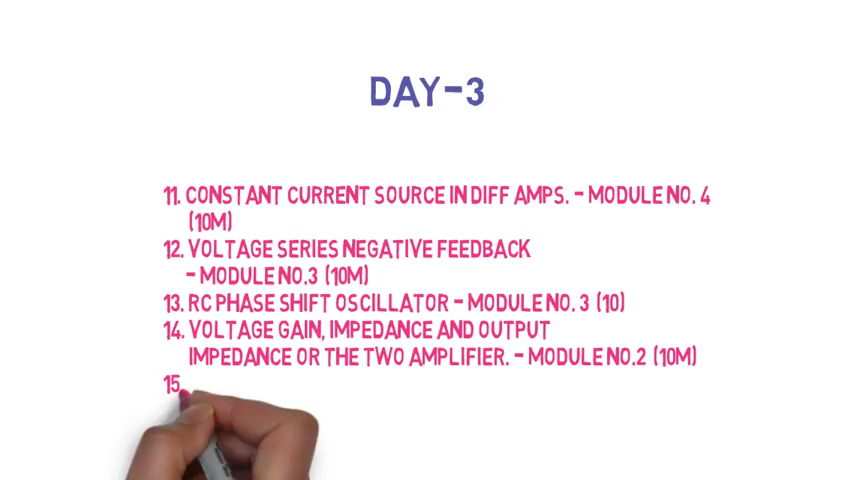 DAY-3
11. CONSTANT CURRENT SOURCE IN DIFF AMPS. - MODULE NO. 4
(10M)
12. VOLTAGE SERIES NEGATIVE FEEDBACK
- MODULE NO.3 (10M)
13. RC PHASE SHIFT OSCILLATOR - MODULE NO. 3 (10)
14. VOLTAGE GAIN, IMPEDANCE AND OUTPUT
IMPEDANCE OR THE TWO AMPLIFIER. - MODULE NO.2 (10M)
15.